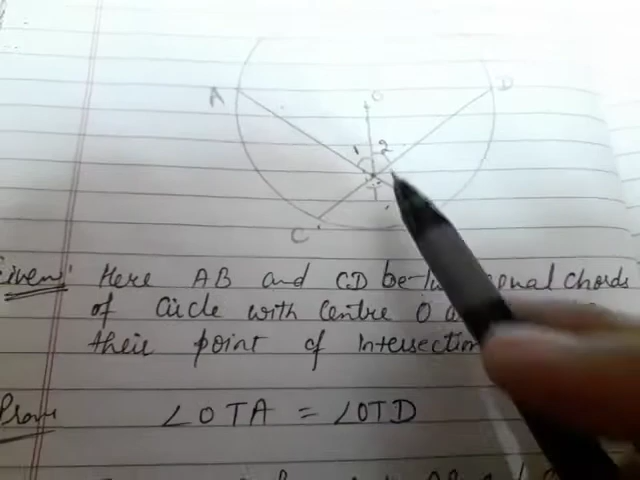 A
O
D
1
2
T
C
Given: Here AB and CD be two equal chords
of circle with Centre O
their point of Intersection
Prove
∠OTA = ∠OTD